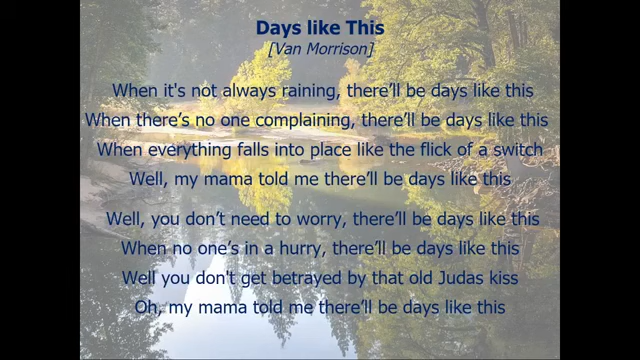 Days like This
[Van Morrison]
When it's not always raining, there’ll be days like this
When there’s no one complaining, there’ll be days like this
When everything falls into place like the flick of a switch
Well, my mama told me there’ll be days like this
Well, you don’t need to worry, there’ll be days like this
When no one’s in a hurry, there’ll be days like this
Well you don't get betrayed by that old Judas kiss
Oh, my mama told me there’ll be days like this